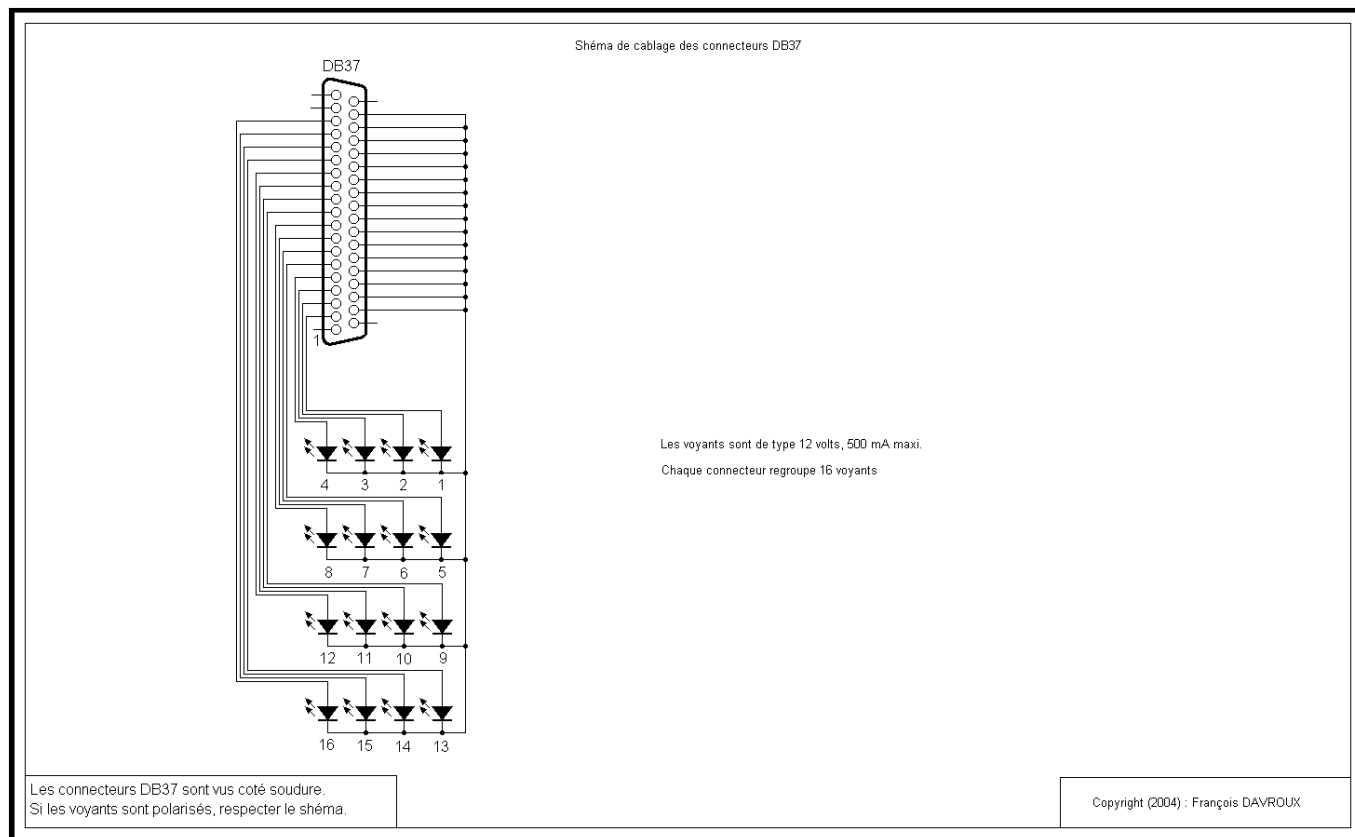 Shéma de cablage des connecteurs DB37
DB37
1
4 3 2 1
Les voyants sont de type 12 volts, 500 mA maxi.
Chaque connecteur regroupe 16 voyants
8 7 6 5
12 11 10 9
16 15 14 13
Les connecteurs DB37 sont vus coté soudure.
Si les voyants sont polarisés, respecter le shéma.
Copyright (2004) : François DAVROUX